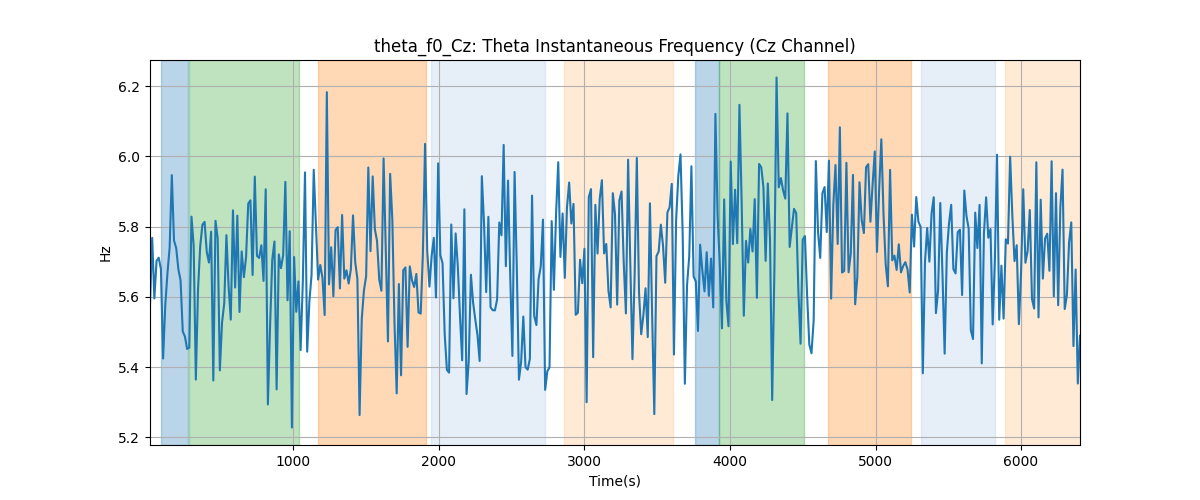 theta_f0_Cz: Theta Instantaneous Frequency (Cz Channel)
Hz
6.2
6.0
5.8
5.6
5.4
5.2
1000 2000 3000 4000 5000 6000
Time(s)